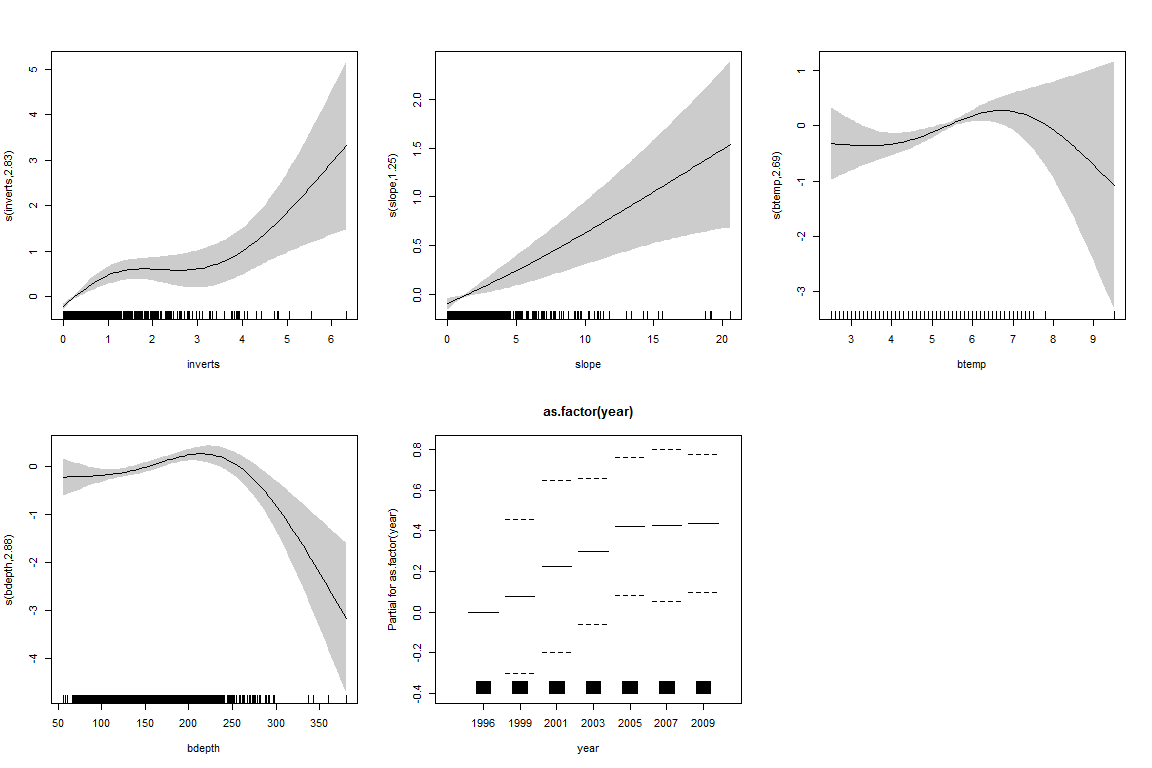 s(inverts,2.83)
5
4
3
2
1
0
0 1 2 3 4 5 6
inverts
s(slope,1.25)
2.0
1.5
1.0
0.5
0.0
0 5 10 15 20
slope
s(btemp,2.69)
1
0
-1
-2
-3
3 4 5 6 7 8 9
btemp
s(bdepth,2.88)
0
-1
-2
-3
-4
50 100 150 200 250 300 350
bdepth
as.factor(year)
Partial for as.factor(year)
0.8
0.6
0.4
0.2
0.0
-0.2
-0.4
1996 1999 2001 2003 2005 2007 2009
year